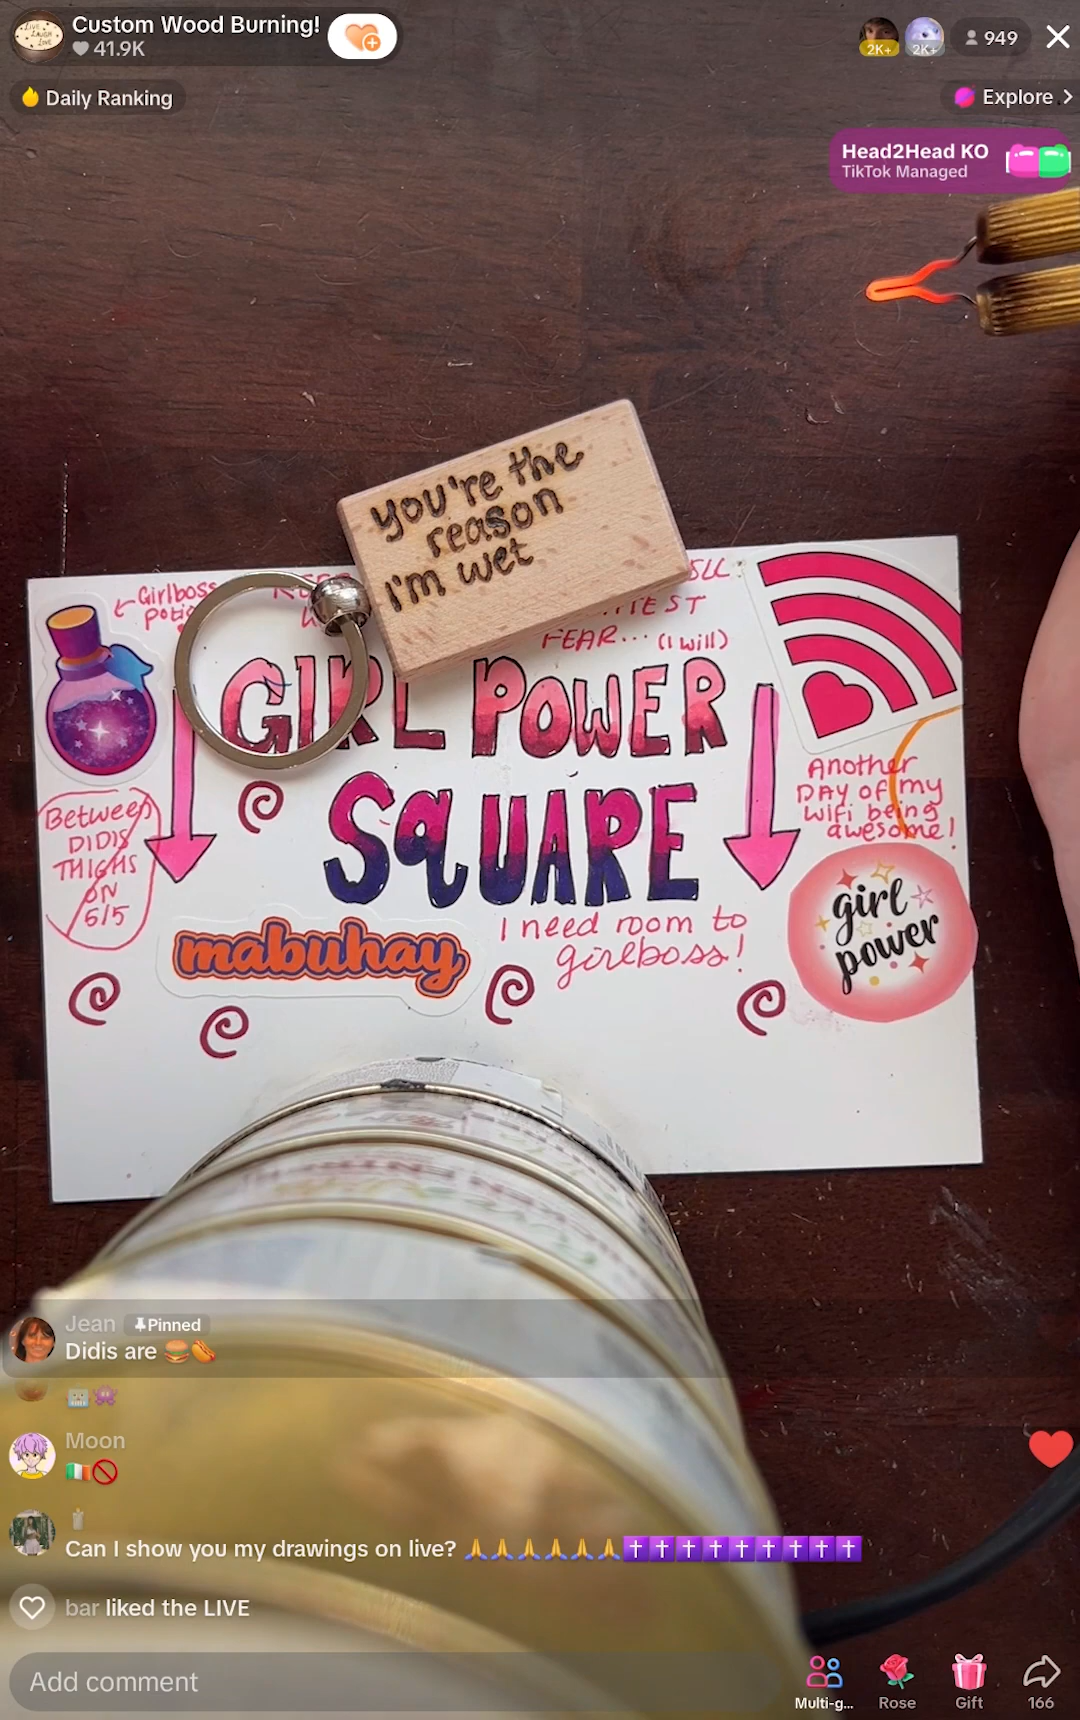 Custom Wood Burning!
41.9K
2K+
2K+
949
Daily Ranking
Explore
Head2Head KO
TikTok Managed
you're the
reason
I'm wet
Girlboss
FEAR... (I will)
GIRL POWER
SQUARE
Another
DAY OF my
wifi being
awesome!
Between
DIDIS
THIGHS
ON
5/5
mabuhay
I need room to
girlboss!
girl
power
Jean Pinned
Didis are 🍔🌭
Moon
🇮🇪🚫
Can I show you my drawings on live? 🙏🙏🙏🙏🙏🙏✝️✝️✝️✝️✝️✝️✝️✝️✝️
bar liked the LIVE
Add comment
Multi-g...
Rose
Gift
166